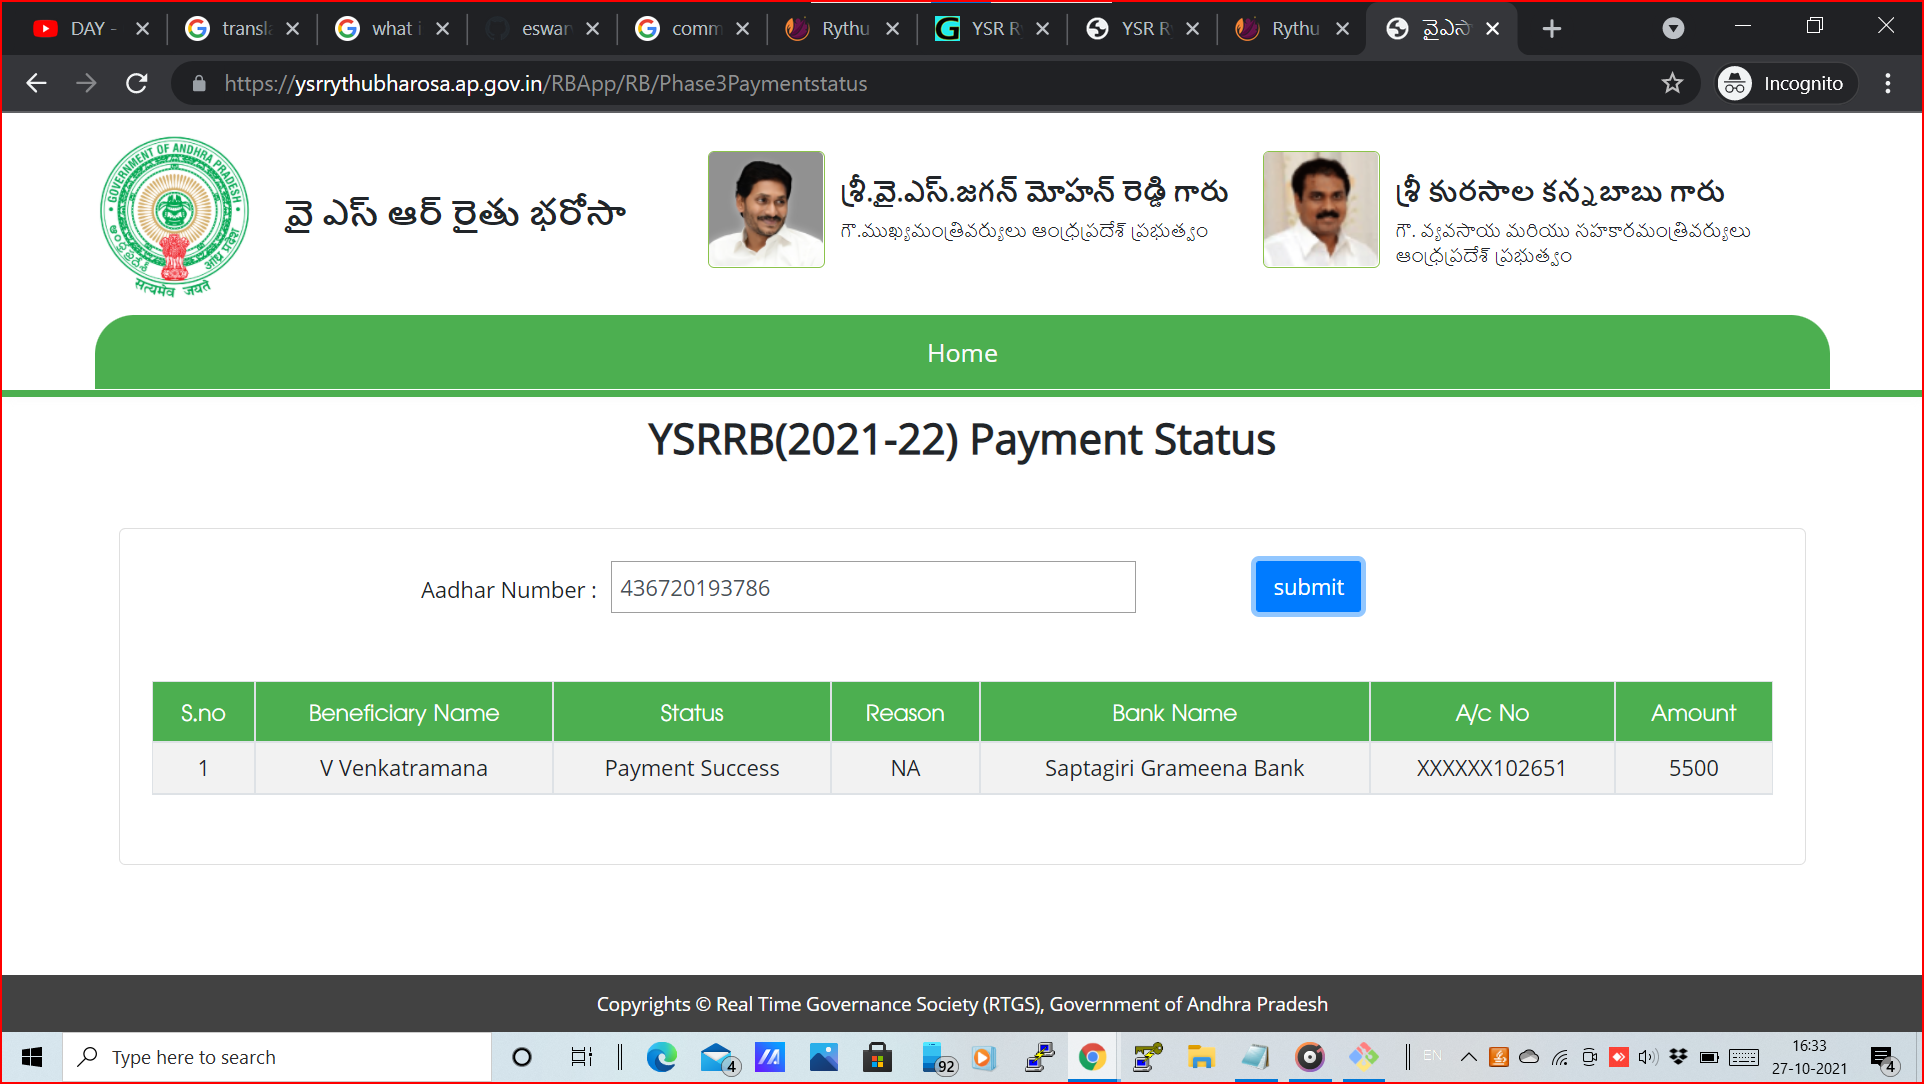 DAY -
transla
what i
eswar
comm
Rythu
YSR R
YSR R
Rythu
వైఎసా
https://ysrrythubharosa.ap.gov.in/RBApp/RB/Phase3Paymentstatus
Incognito
GOVERNMENT OF ANDHRA PRADESH
सत्यमेव जयते
వై ఎస్ ఆర్ రైతు భరోసా
శ్రీ.వై.ఎస్.జగన్ మోహన్ రెడ్డి గారు
గౌ.ముఖ్యమంత్రివర్యులు ఆంధ్రప్రదేశ్ ప్రభుత్వం
శ్రీ కురసాల కన్నబాబు గారు
గౌ. వ్యవసాయ మరియు సహకారమంత్రివర్యులు
ఆంధ్రప్రదేశ్ ప్రభుత్వం
Home
YSRRB(2021-22) Payment Status
Aadhar Number : 436720193786 submit
S.no Beneficiary Name Status Reason Bank Name A/c No Amount
1 V Venkatramana Payment Success NA Saptagiri Grameena Bank XXXXXX102651 5500
Copyrights © Real Time Governance Society (RTGS), Government of Andhra Pradesh
Type here to search
4
92
EN
16:33
27-10-2021
4